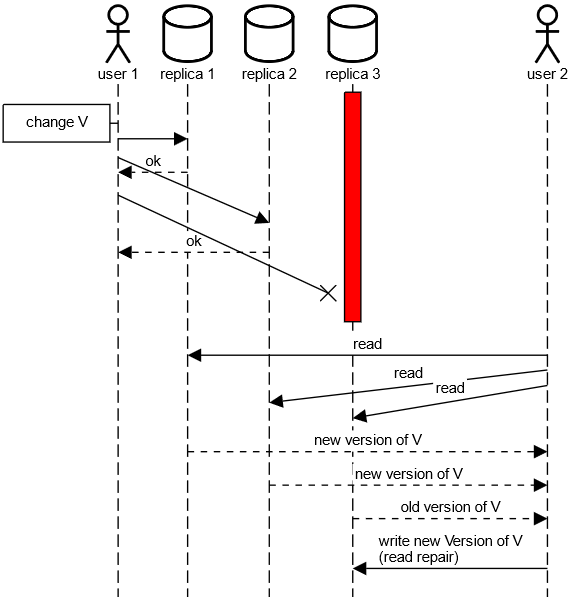 user 1
replica 1
replica 2
replica 3
user 2
change V
ok
ok
read
read
read
new version of V
new version of V
old version of V
write new Version of V
(read repair)